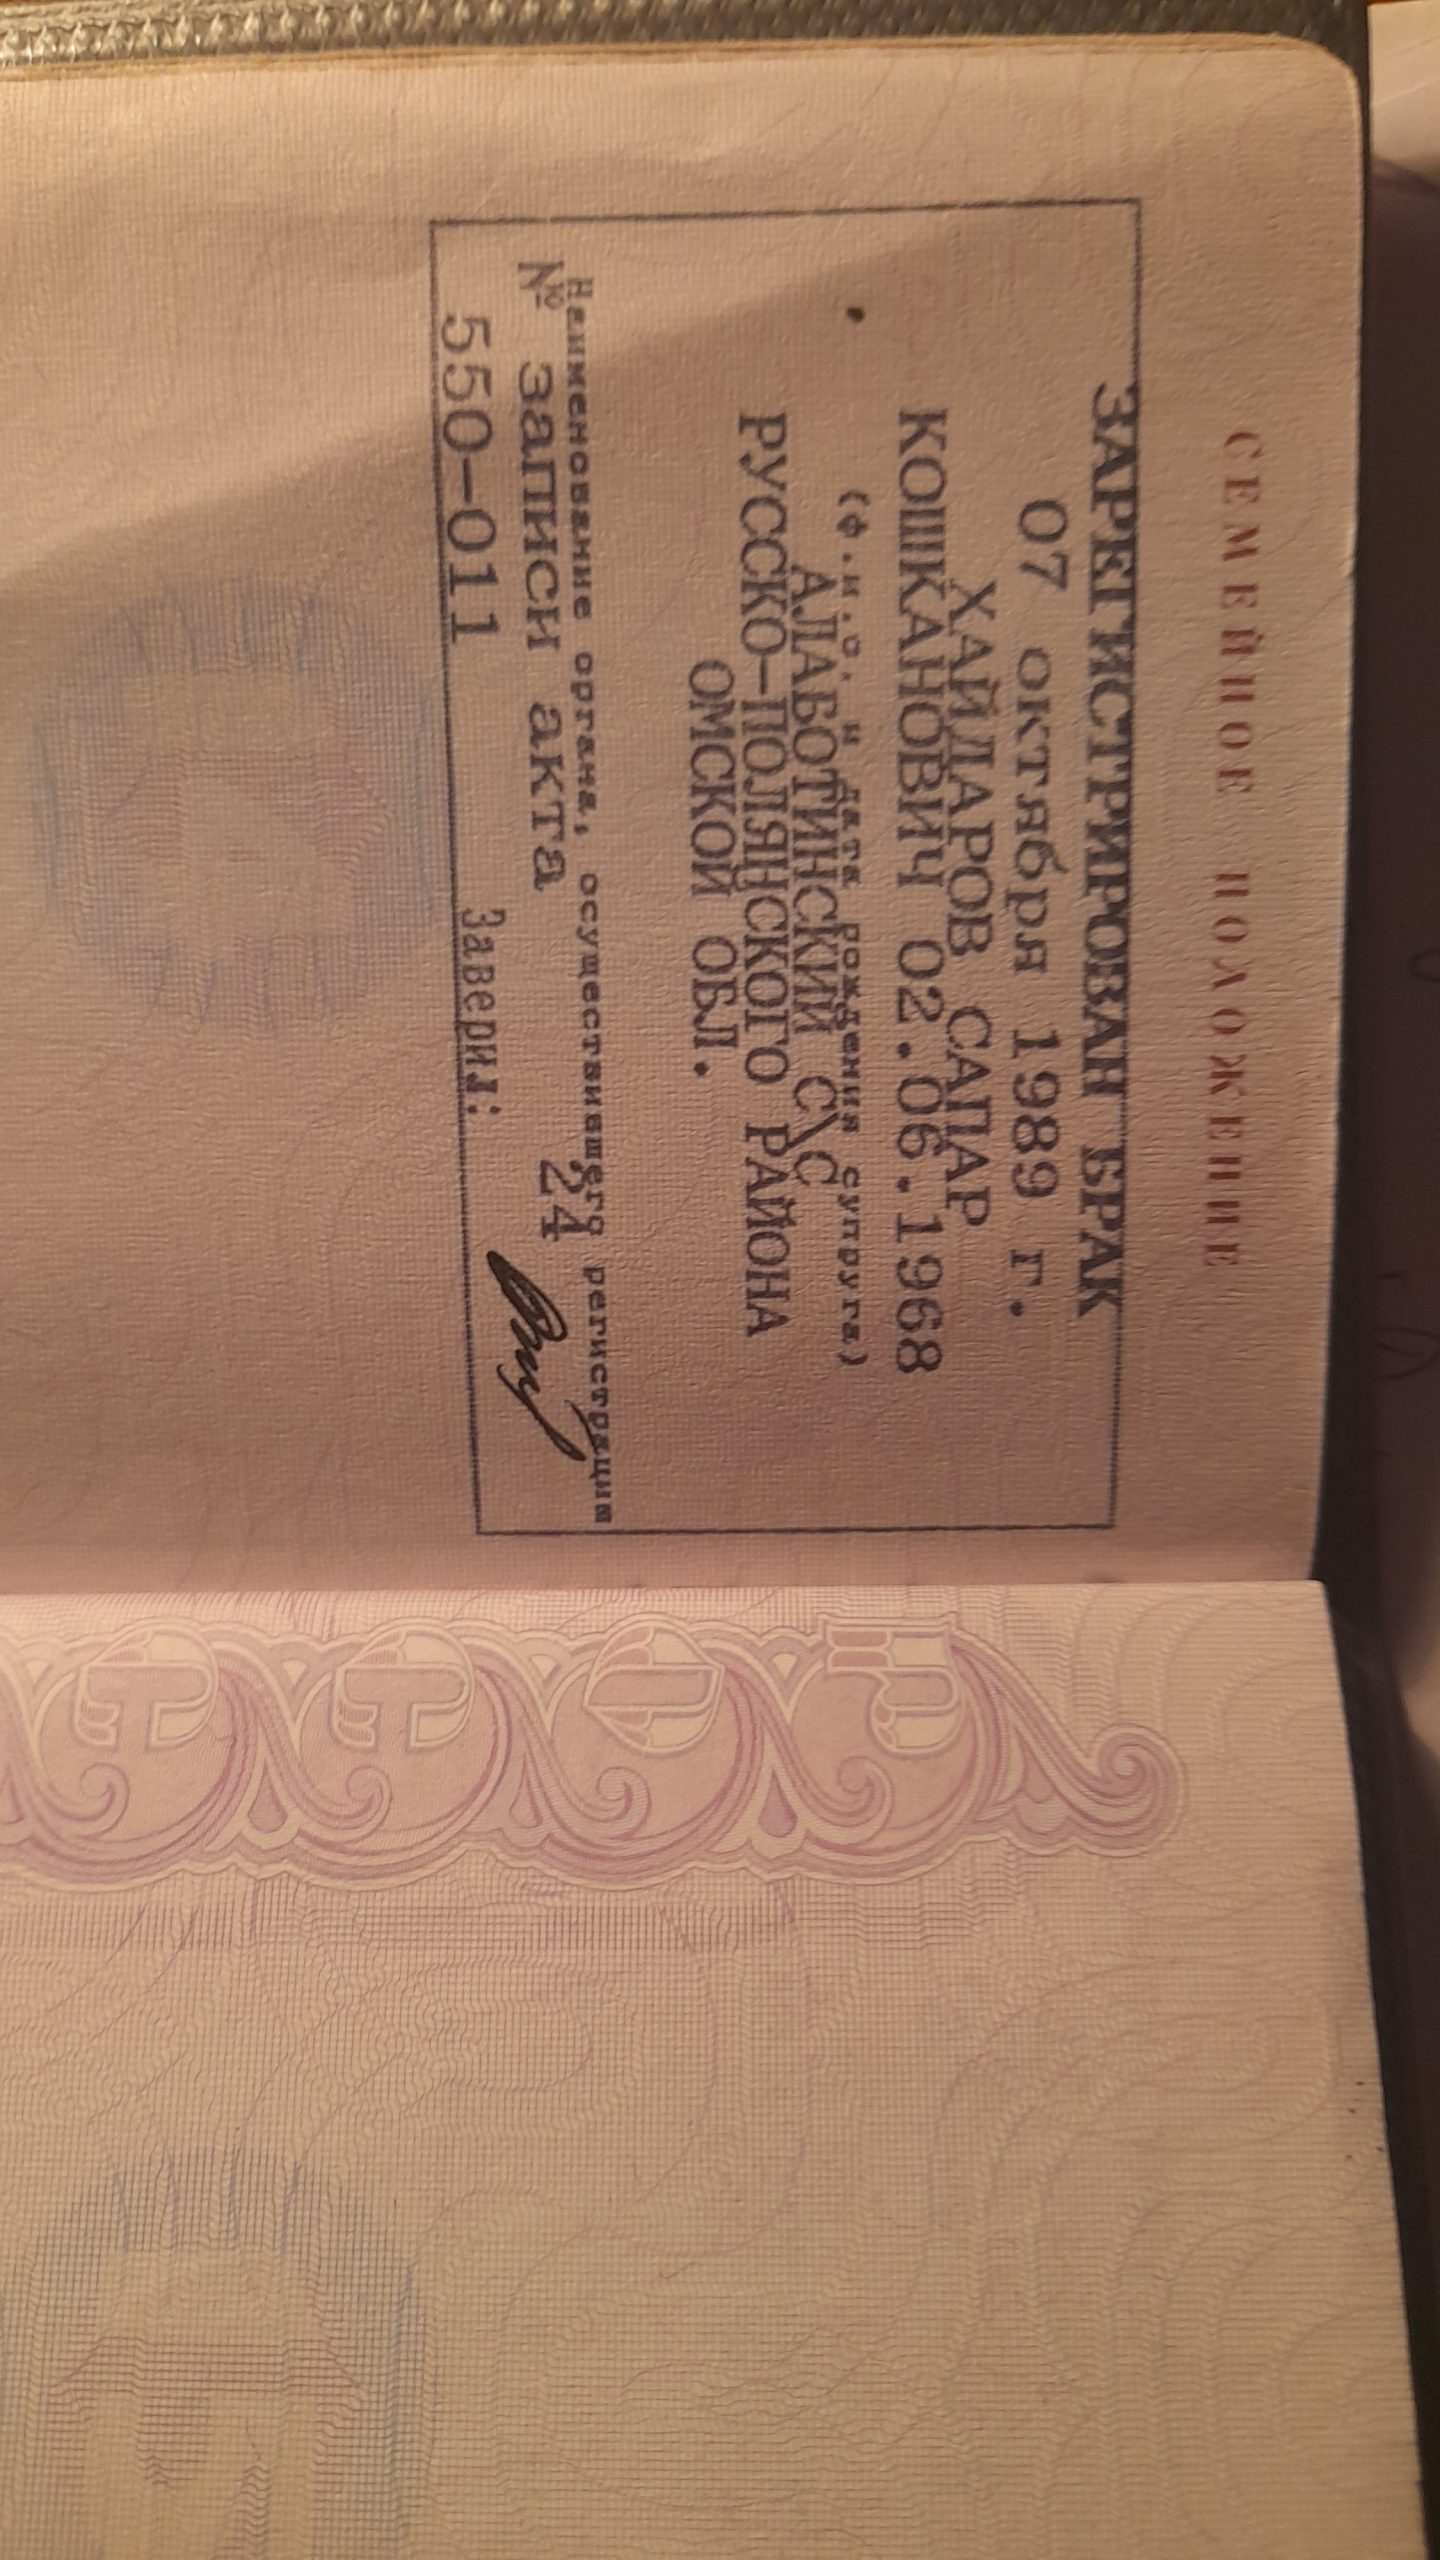 СЕМЕЙНОЕ ПОЛОЖЕНИЕ
ЗАРЕГИСТРИРОВАН БРАК
07 октября 1989 г.
ХАЙДАРОВ САПАР
КОШКАНОВИЧ 02.06.1968
(ф.и.о. и дата рождения супруга)
АЛАБОТИНСКИЙ С\С
РУССКО-ПОЛЯНСКОГО РАЙОНА
ОМСКОЙ ОБЛ.
Наименование органа, осуществившего регистрация
№ записи акта 24
550-011 Заверил: